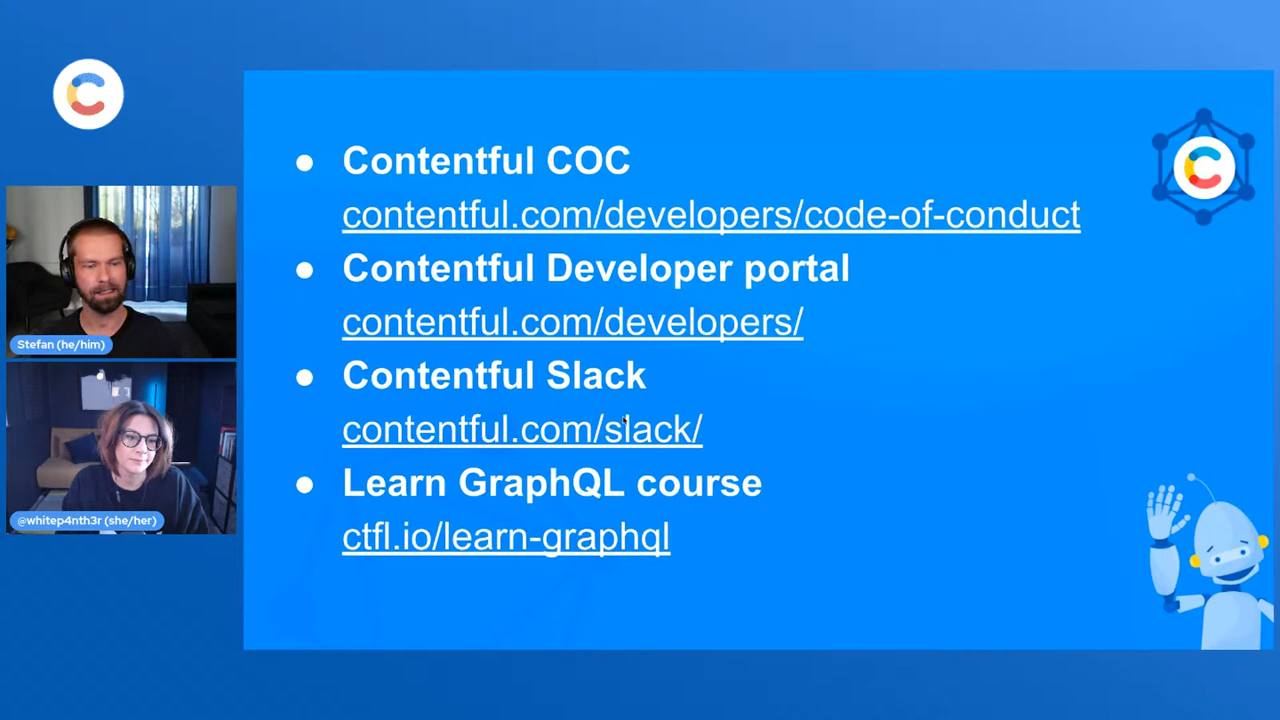 Contentful COC
contentful.com/developers/code-of-conduct
Contentful Developer portal
contentful.com/developers/
Contentful Slack
contentful.com/slack/
Learn GraphQL course
ctfl.io/learn-graphql
Stefan (he/him)
@whitep4nth3r (she/her)